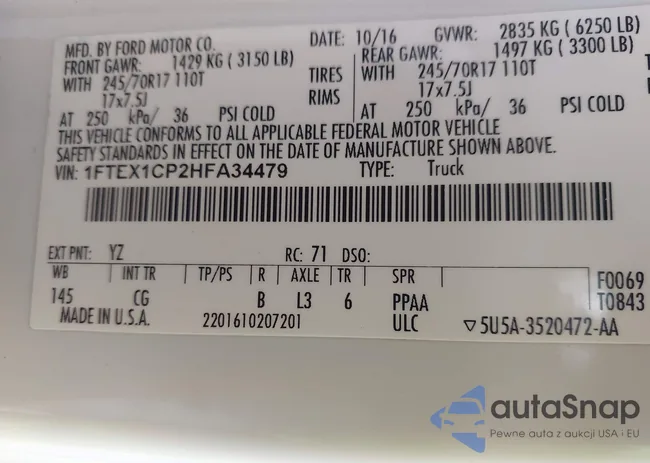 MFD. BY FORD MOTOR CO. DATE: 10/16 GVWR: 2835 KG ( 6250 LB)
FRONT GAWR: 1429 KG ( 3150 LB) REAR GAWR: 1497 KG ( 3300 LB)
WITH 245/70R17 110T TIRES WITH 245/70R17 110T
17x7.5J RIMS 17x7.5J
AT 250 kPa/ 36 PSI COLD AT 250 kPa/ 36 PSI COLD
THIS VEHICLE CONFORMS TO ALL APPLICABLE FEDERAL MOTOR VEHICLE
SAFETY STANDARDS IN EFFECT ON THE DATE OF MANUFACTURE SHOWN ABOVE.
VIN: 1FTEX1CP2HFA34479 TYPE: Truck
EXT PNT: YZ RC: 71 DSO:
WB INT TR TP/PS R AXLE TR SPR F0069
145 CG B L3 6 PPAA T0843
MADE IN U.S.A. 2201610207201 ULC ▽5U5A-3520472-AA
autaSnap
Pewne auta z aukcji USA i EU